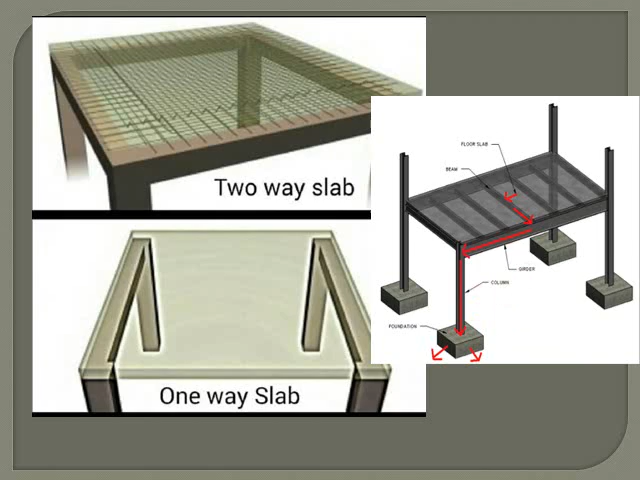 Two way slab
One way Slab
FLOOR SLAB
BEAM
GIRDER
COLUMN
FOUNDATION